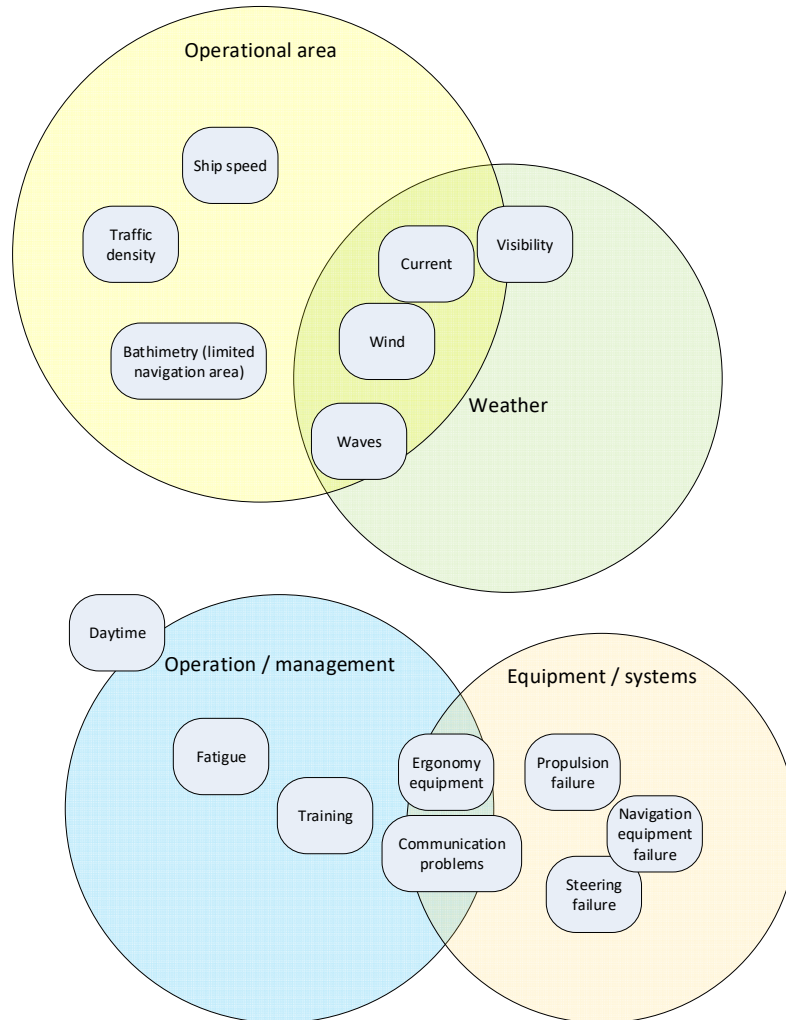 Operational area
Ship speed
Traffic
density
Visibility
Current
Wind
Bathimetry (limited
navigation area)
Weather
Waves
Daytime
Operation / management
Equipment / systems
Fatigue
Ergonomy
equipment
Propulsion
failure
Training
Navigation
equipment
failure
Communication
problems
Steering
failure